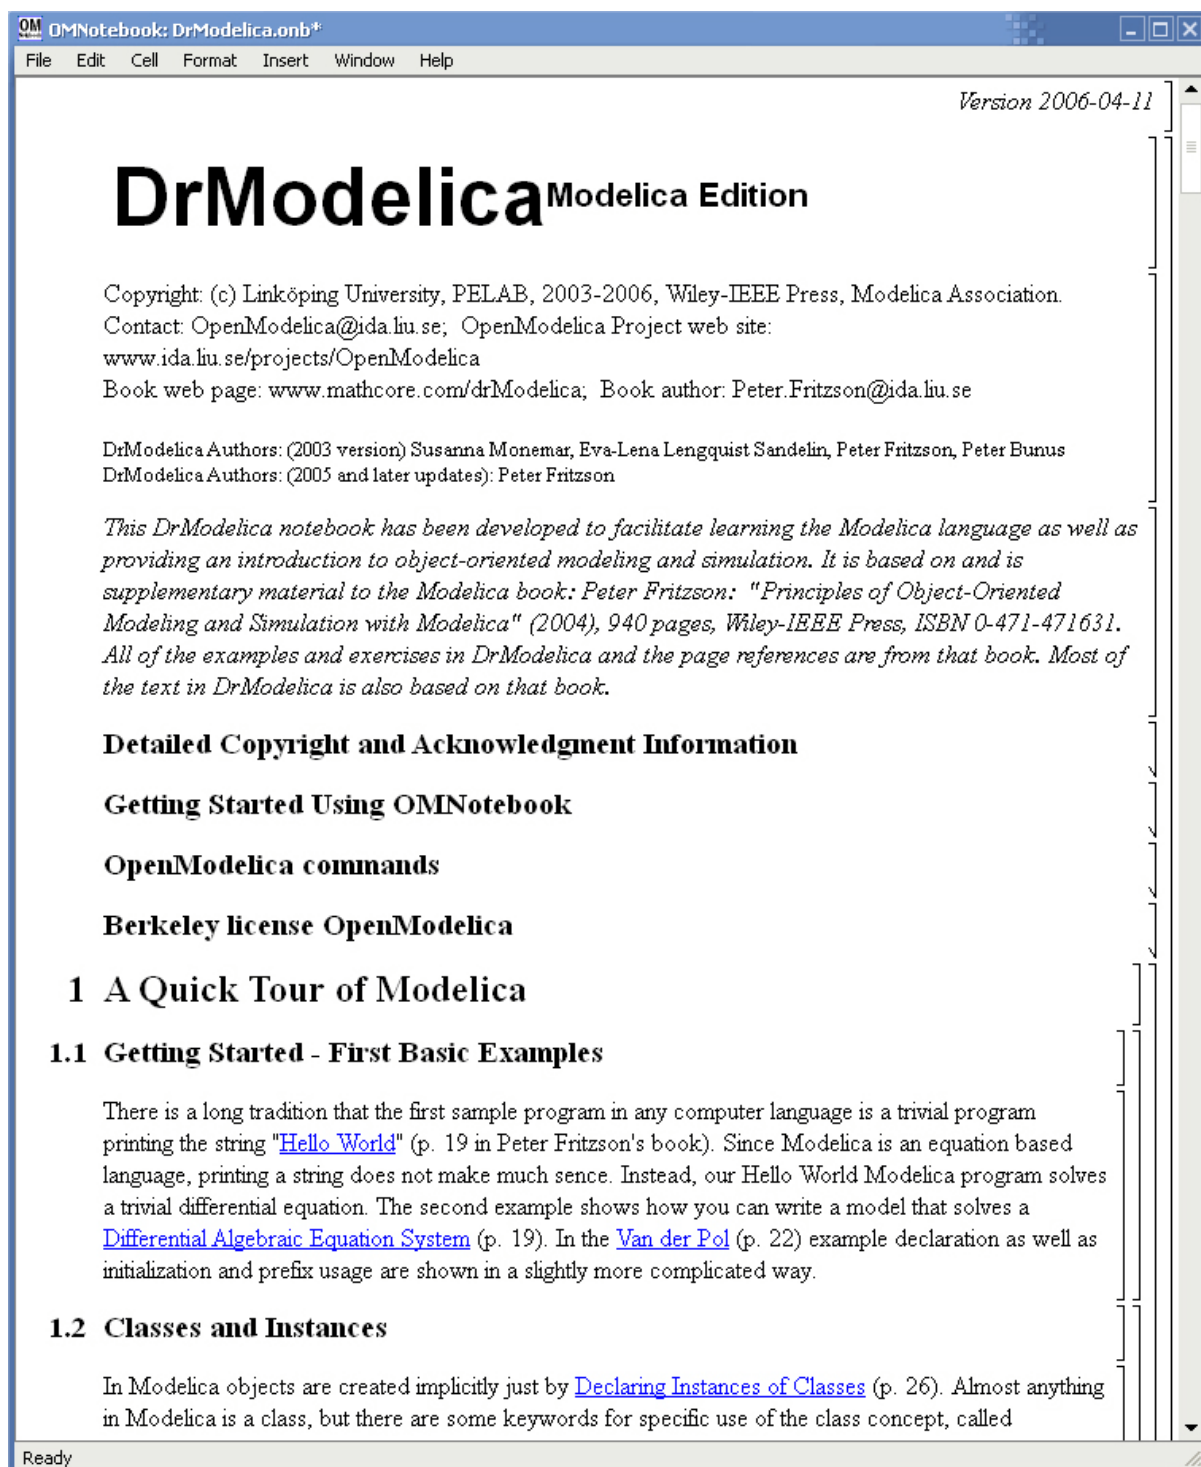 OMNotebook: DrModelica.onb*
File Edit Cell Format Insert Window Help
Version 2006-04-11
DrModelica Modelica Edition
Copyright: (c) Linköping University, PELAB, 2003-2006, Wiley-IEEE Press, Modelica Association.
Contact: OpenModelica@ida.liu.se; OpenModelica Project web site:
www.ida.liu.se/projects/OpenModelica
Book web page: www.mathcore.com/drModelica; Book author: Peter.Fritzson@ida.liu.se
DrModelica Authors: (2003 version) Susanna Monemar, Eva-Lena Lengquist Sandelin, Peter Fritzson, Peter Bunus
DrModelica Authors: (2005 and later updates): Peter Fritzson
This DrModelica notebook has been developed to facilitate learning the Modelica language as well as
providing an introduction to object-oriented modeling and simulation. It is based on and is
supplementary material to the Modelica book: Peter Fritzson: "Principles of Object-Oriented
Modeling and Simulation with Modelica" (2004), 940 pages, Wiley-IEEE Press, ISBN 0-471-471631.
All of the examples and exercises in DrModelica and the page references are from that book. Most of
the text in DrModelica is also based on that book.
Detailed Copyright and Acknowledgment Information
Getting Started Using OMNotebook
OpenModelica commands
Berkeley license OpenModelica
1 A Quick Tour of Modelica
1.1 Getting Started - First Basic Examples
There is a long tradition that the first sample program in any computer language is a trivial program
printing the string "Hello World" (p. 19 in Peter Fritzson's book). Since Modelica is an equation based
language, printing a string does not make much sence. Instead, our Hello World Modelica program solves
a trivial differential equation. The second example shows how you can write a model that solves a
Differential Algebraic Equation System (p. 19). In the Van der Pol (p. 22) example declaration as well as
initialization and prefix usage are shown in a slightly more complicated way.
1.2 Classes and Instances
In Modelica objects are created implicitly just by Declaring Instances of Classes (p. 26). Almost anything
in Modelica is a class, but there are some keywords for specific use of the class concept, called
Ready